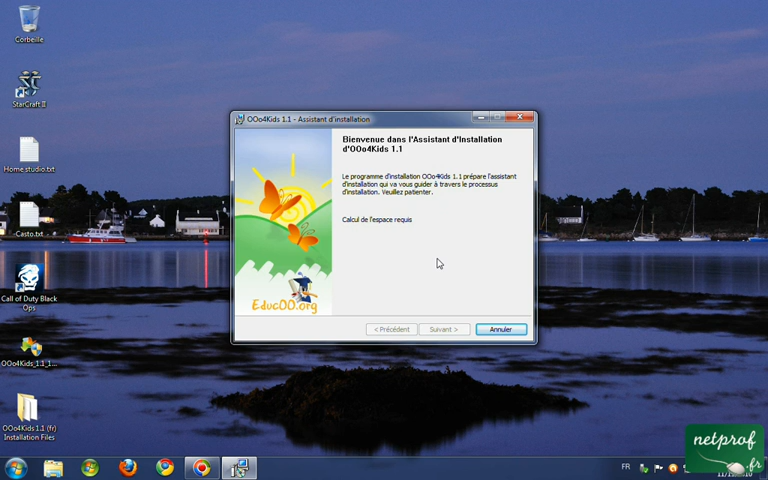 Corbeille
StarCraft II
Home studio.txt
Casto.txt
Call of Duty Black
Ops
OOo4Kids_1.1_1...
OOo4Kids 1.1 (fr)
Installation Files
OOo4Kids 1.1 - Assistant d'installation
Bienvenue dans l'Assistant d'Installation
d'OOo4Kids 1.1
Le programme d'installation OOo4Kids 1.1 prépare l'assistant
d'installation qui va vous guider à travers le processus
d'installation. Veuillez patienter.
Calcul de l'espace requis
EducOO.org
< Précédent
Suivant >
Annuler
FR
netprof
.fr